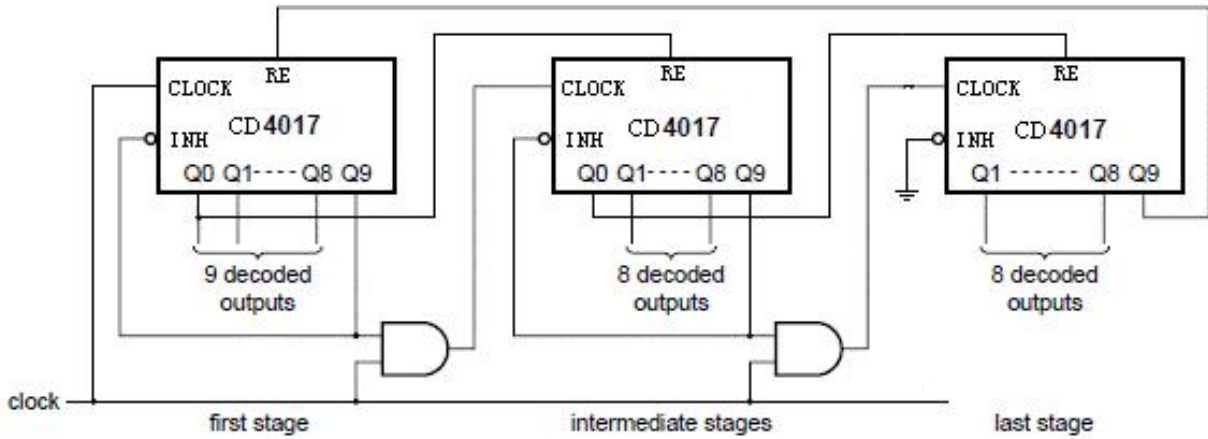 RE
CLOCK
CD4017
INH
Q0 Q1 ---- Q8 Q9
9 decoded
outputs
RE
CLOCK
CD4017
INH
Q0 Q1 ---- Q8 Q9
8 decoded
outputs
RE
CLOCK
CD4017
INH
Q1 ------ Q8 Q9
8 decoded
outputs
clock
first stage
intermediate stages
last stage